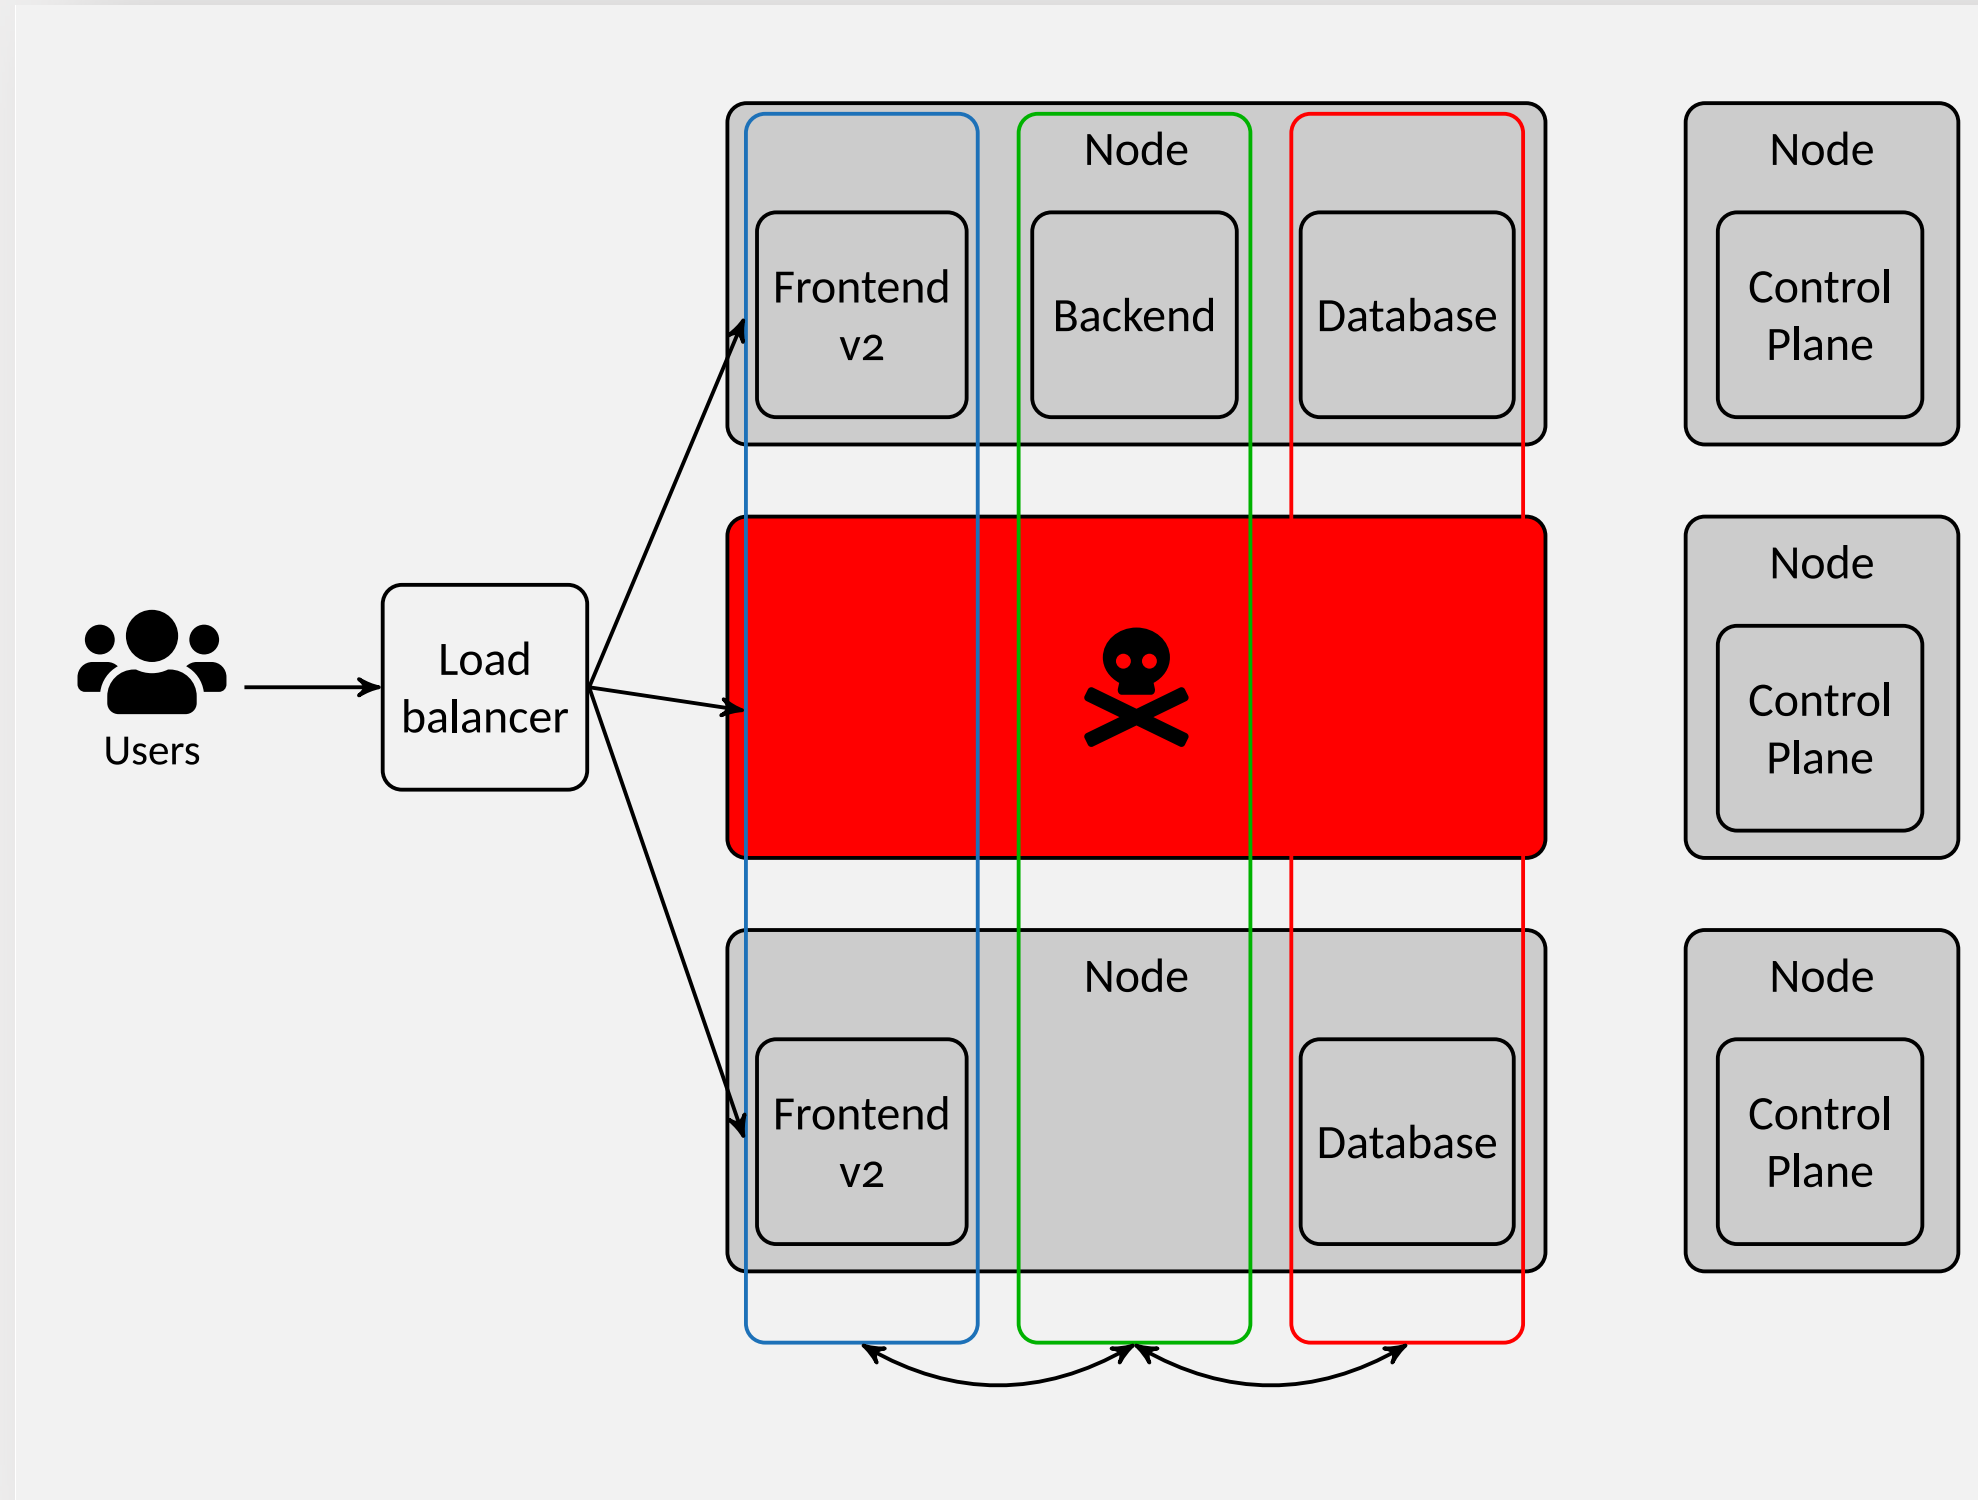 Node
Frontend
v2
Backend
Database
Node
Control
Plane
Users
Load
balancer
Node
Control
Plane
Node
Frontend
v2
Database
Node
Control
Plane